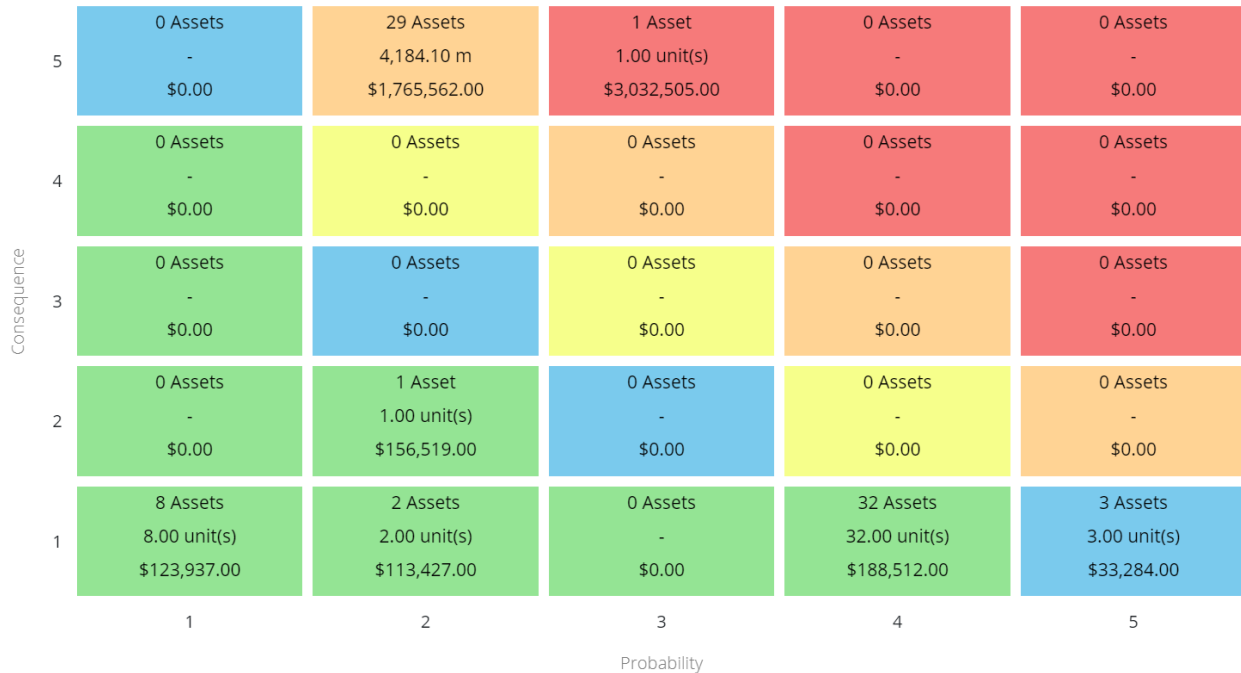 0 Assets 29 Assets 1 Asset 0 Assets 0 Assets
5 - 4,184.10 m 1.00 unit(s) - -
$0.00 $1,765,562.00 $3,032,505.00 $0.00 $0.00
0 Assets 0 Assets 0 Assets 0 Assets 0 Assets
4 - - - - -
$0.00 $0.00 $0.00 $0.00 $0.00
Consequence
0 Assets 0 Assets 0 Assets 0 Assets 0 Assets
3 - - - - -
$0.00 $0.00 $0.00 $0.00 $0.00
0 Assets 1 Asset 0 Assets 0 Assets 0 Assets
2 - 1.00 unit(s) - - -
$0.00 $156,519.00 $0.00 $0.00 $0.00
8 Assets 2 Assets 0 Assets 32 Assets 3 Assets
1 8.00 unit(s) 2.00 unit(s) - 32.00 unit(s) 3.00 unit(s)
$123,937.00 $113,427.00 $0.00 $188,512.00 $33,284.00
1 2 3 4 5
Probability